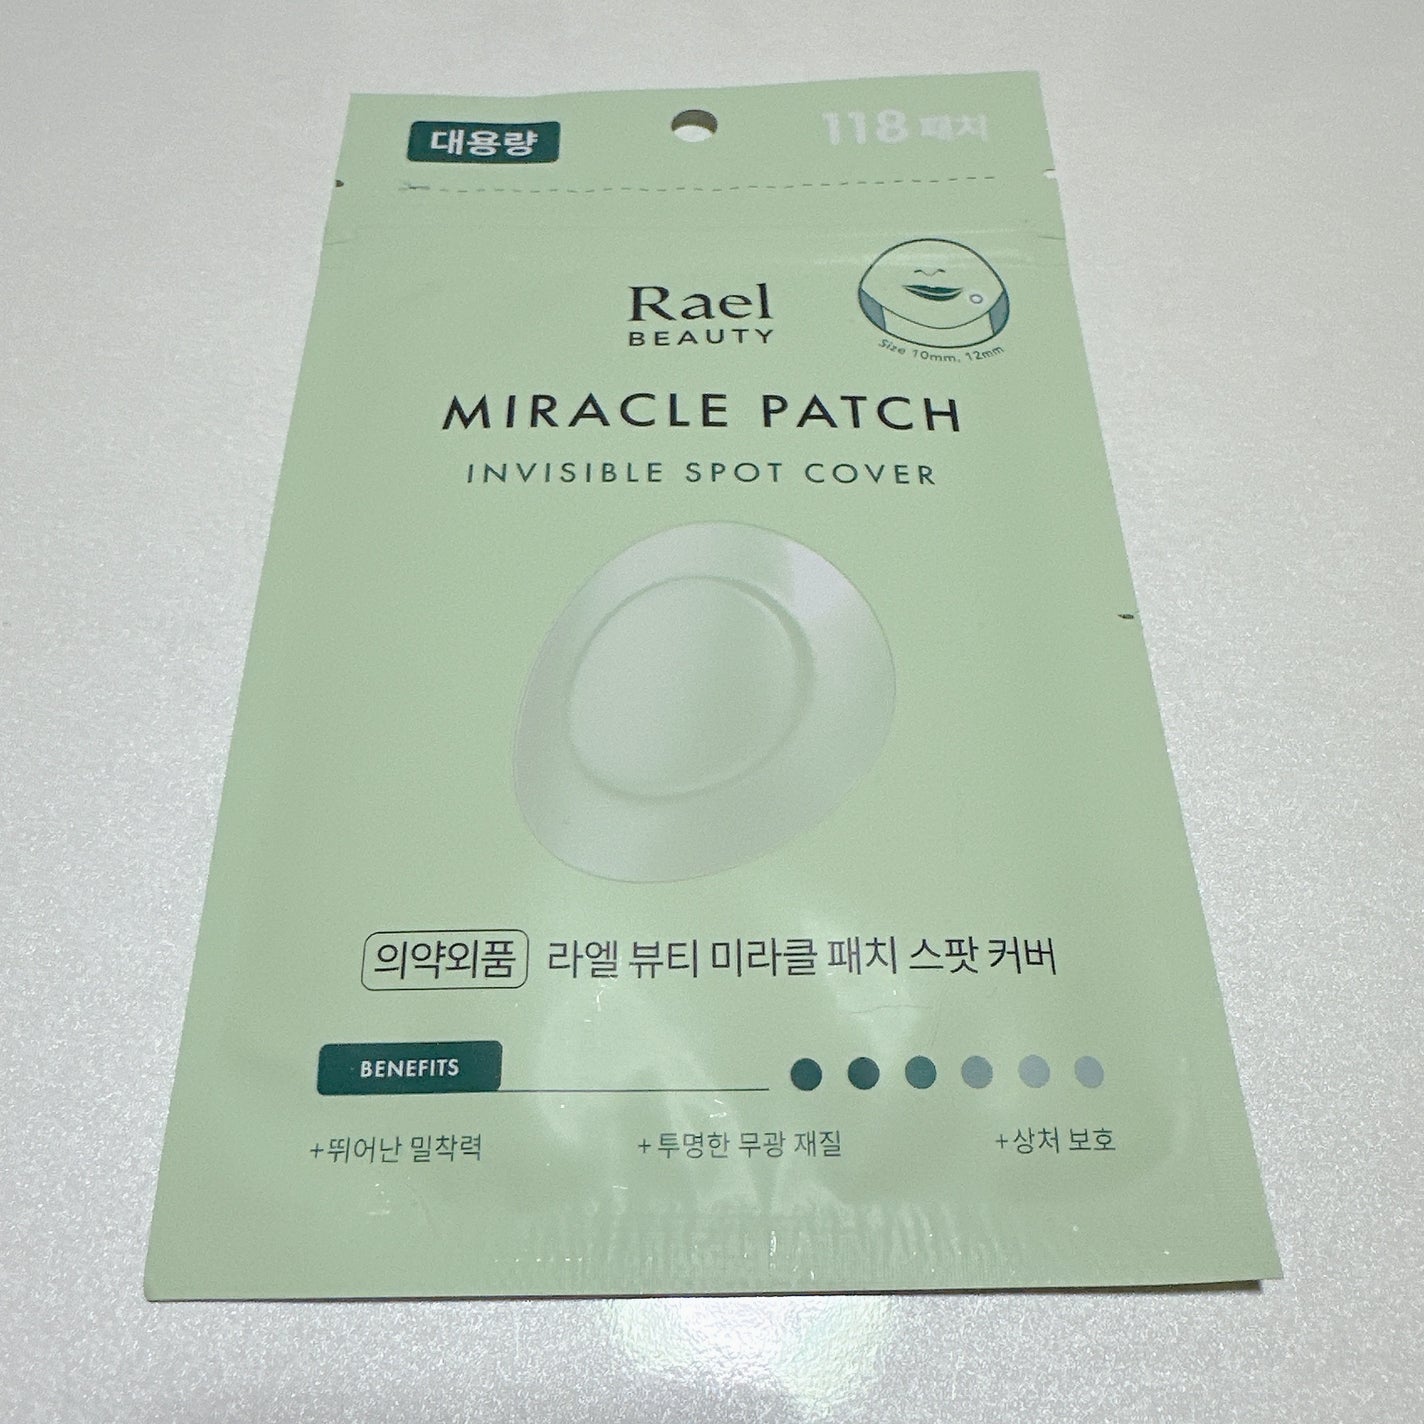 대용량
118 패치
Rael
BEAUTY
Size 10mm, 12mm
MIRACLE PATCH
INVISIBLE SPOT COVER
의약외품 라엘 뷰티 미라클 패치 스팟 커버
BENEFITS
+뛰어난 밀착력 +투명한 무광 재질 +상처 보호